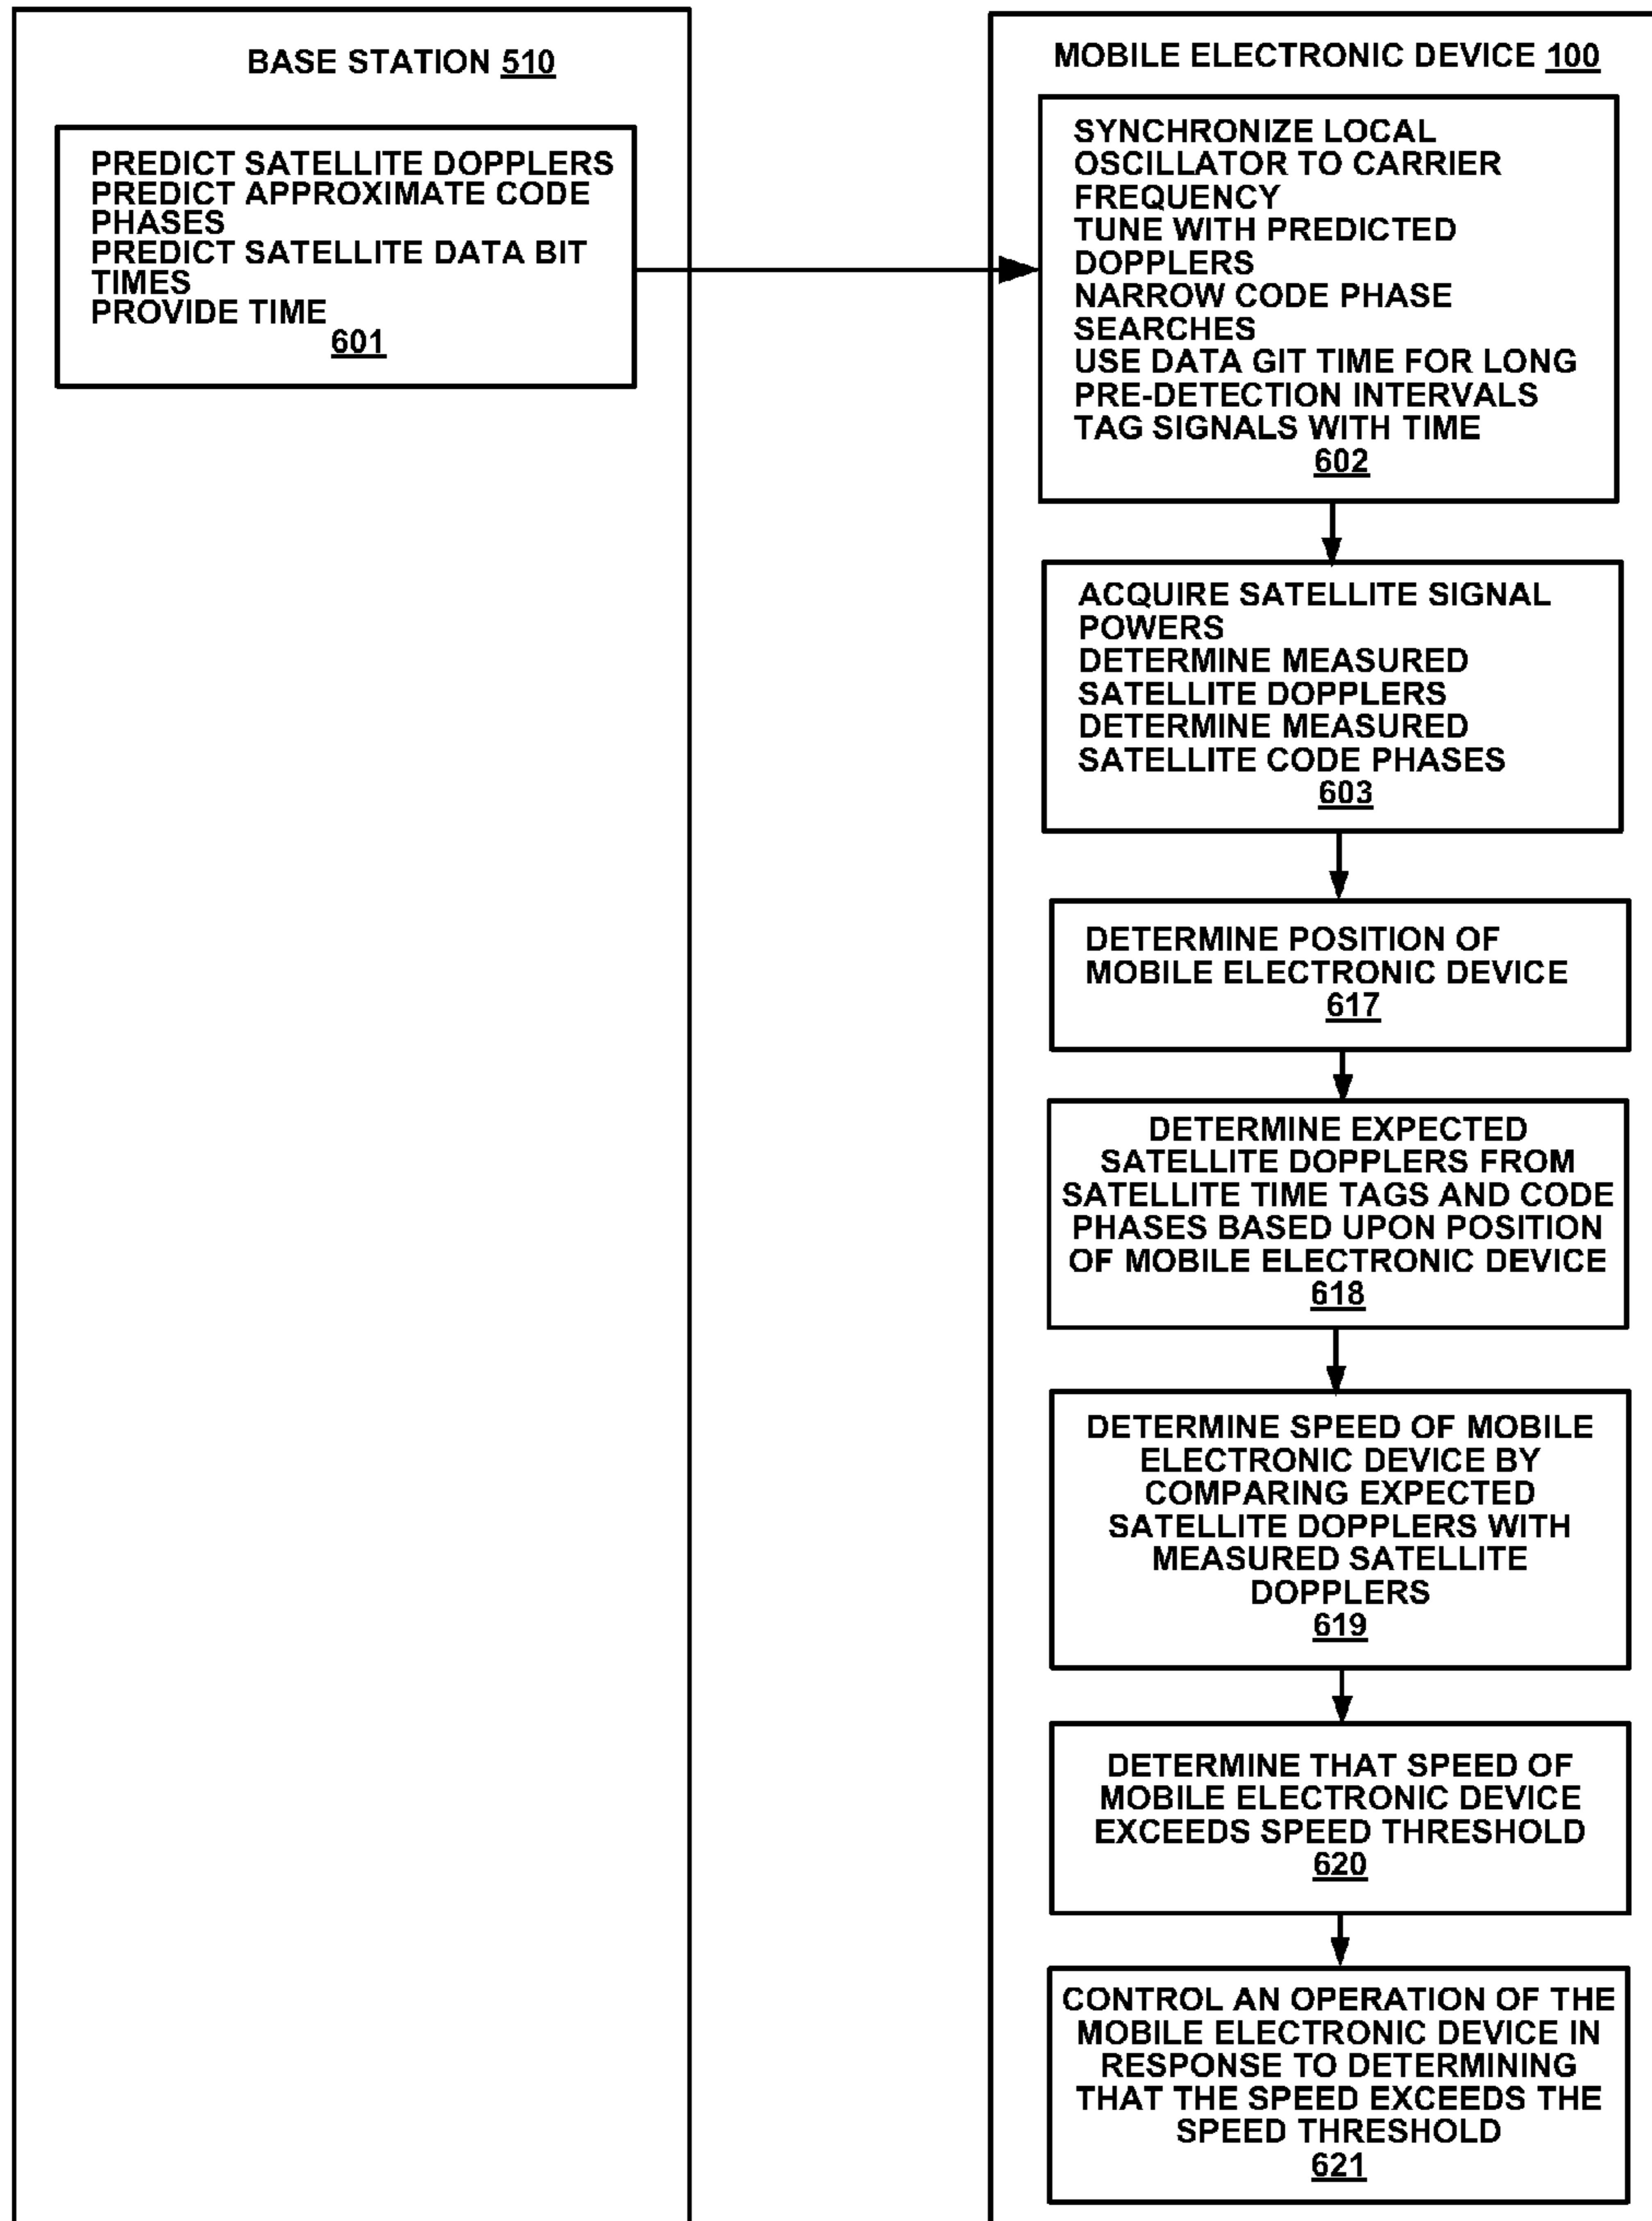 BASE STATION 510
PREDICT SATELLITE DOPPLERS
PREDICT APPROXIMATE CODE
PHASES
PREDICT SATELLITE DATA BIT
TIMES
PROVIDE TIME
601
MOBILE ELECTRONIC DEVICE 100
SYNCHRONIZE LOCAL
OSCILLATOR TO CARRIER
FREQUENCY
TUNE WITH PREDICTED
DOPPLERS
NARROW CODE PHASE
SEARCHES
USE DATA GIT TIME FOR LONG
PRE-DETECTION INTERVALS
TAG SIGNALS WITH TIME
602
ACQUIRE SATELLITE SIGNAL
POWERS
DETERMINE MEASURED
SATELLITE DOPPLERS
DETERMINE MEASURED
SATELLITE CODE PHASES
603
DETERMINE POSITION OF
MOBILE ELECTRONIC DEVICE
617
DETERMINE EXPECTED
SATELLITE DOPPLERS FROM
SATELLITE TIME TAGS AND CODE
PHASES BASED UPON POSITION
OF MOBILE ELECTRONIC DEVICE
618
DETERMINE SPEED OF MOBILE
ELECTRONIC DEVICE BY
COMPARING EXPECTED
SATELLITE DOPPLERS WITH
MEASURED SATELLITE
DOPPLERS
619
DETERMINE THAT SPEED OF
MOBILE ELECTRONIC DEVICE
EXCEEDS SPEED THRESHOLD
620
CONTROL AN OPERATION OF THE
MOBILE ELECTRONIC DEVICE IN
RESPONSE TO DETERMINING
THAT THE SPEED EXCEEDS THE
SPEED THRESHOLD
621